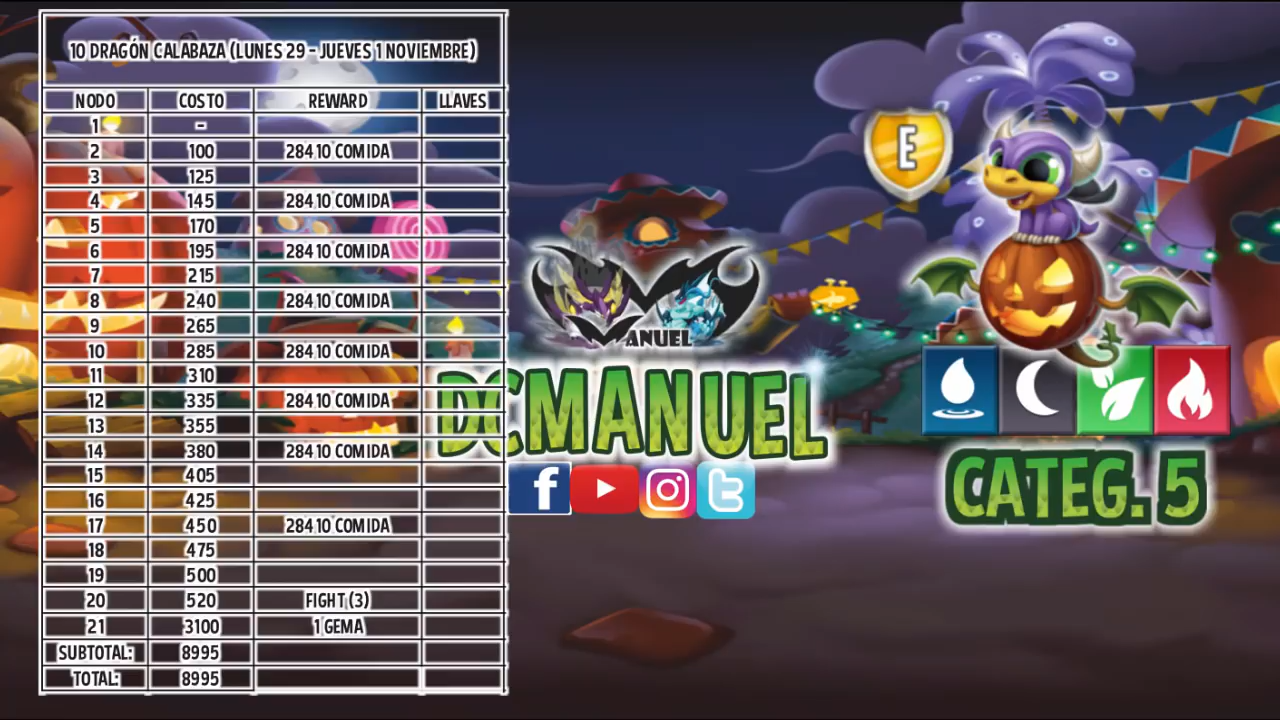 10 DRAGÓN CALABAZA (LUNES 29 - JUEVES 1 NOVIEMBRE)
NODO COSTO REWARD LLAVES
1 -
2 100 28410 COMIDA
3 125
4 145 28410 COMIDA
5 170
6 195 28410 COMIDA
7 215
8 240 28410 COMIDA
9 265
10 285 28410 COMIDA
11 310
12 335 28410 COMIDA
13 355
14 380 28410 COMIDA
15 405
16 425
17 450 28410 COMIDA
18 475
19 500
20 520 FIGHT (3)
21 3100 1 GEMA
SUBTOTAL: 8995
TOTAL: 8995
ANUEL
DCMANUEL
E
CATEG. 5